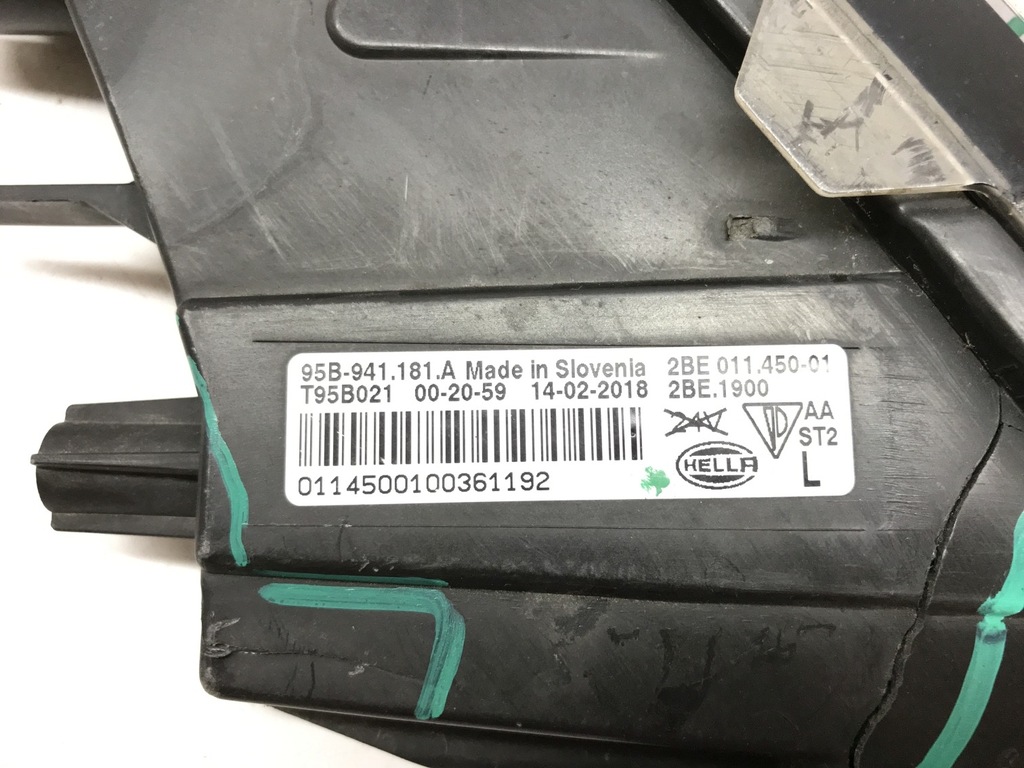 95B-941.181.A Made in Slovenia 2BE 011.450-01
T95B021 00-20-59 14-02-2018 2BE.1900
24V AA
ST2
HELLA L
0114500100361192